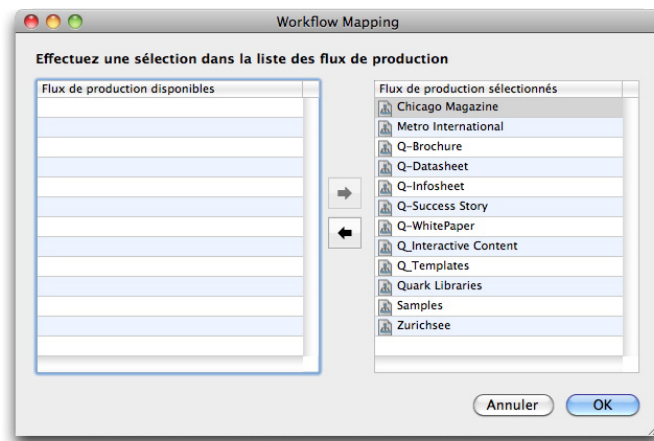 Workflow Mapping
Effectuez une sélection dans la liste des flux de production
Flux de production disponibles
Flux de production sélectionnés
Chicago Magazine
Metro International
Q-Brochure
Q-Datasheet
Q-Infosheet
Q-Success Story
Q-WhitePaper
Q_Interactive Content
Q_Templates
Quark Libraries
Samples
Zurichsee
Annuler
OK